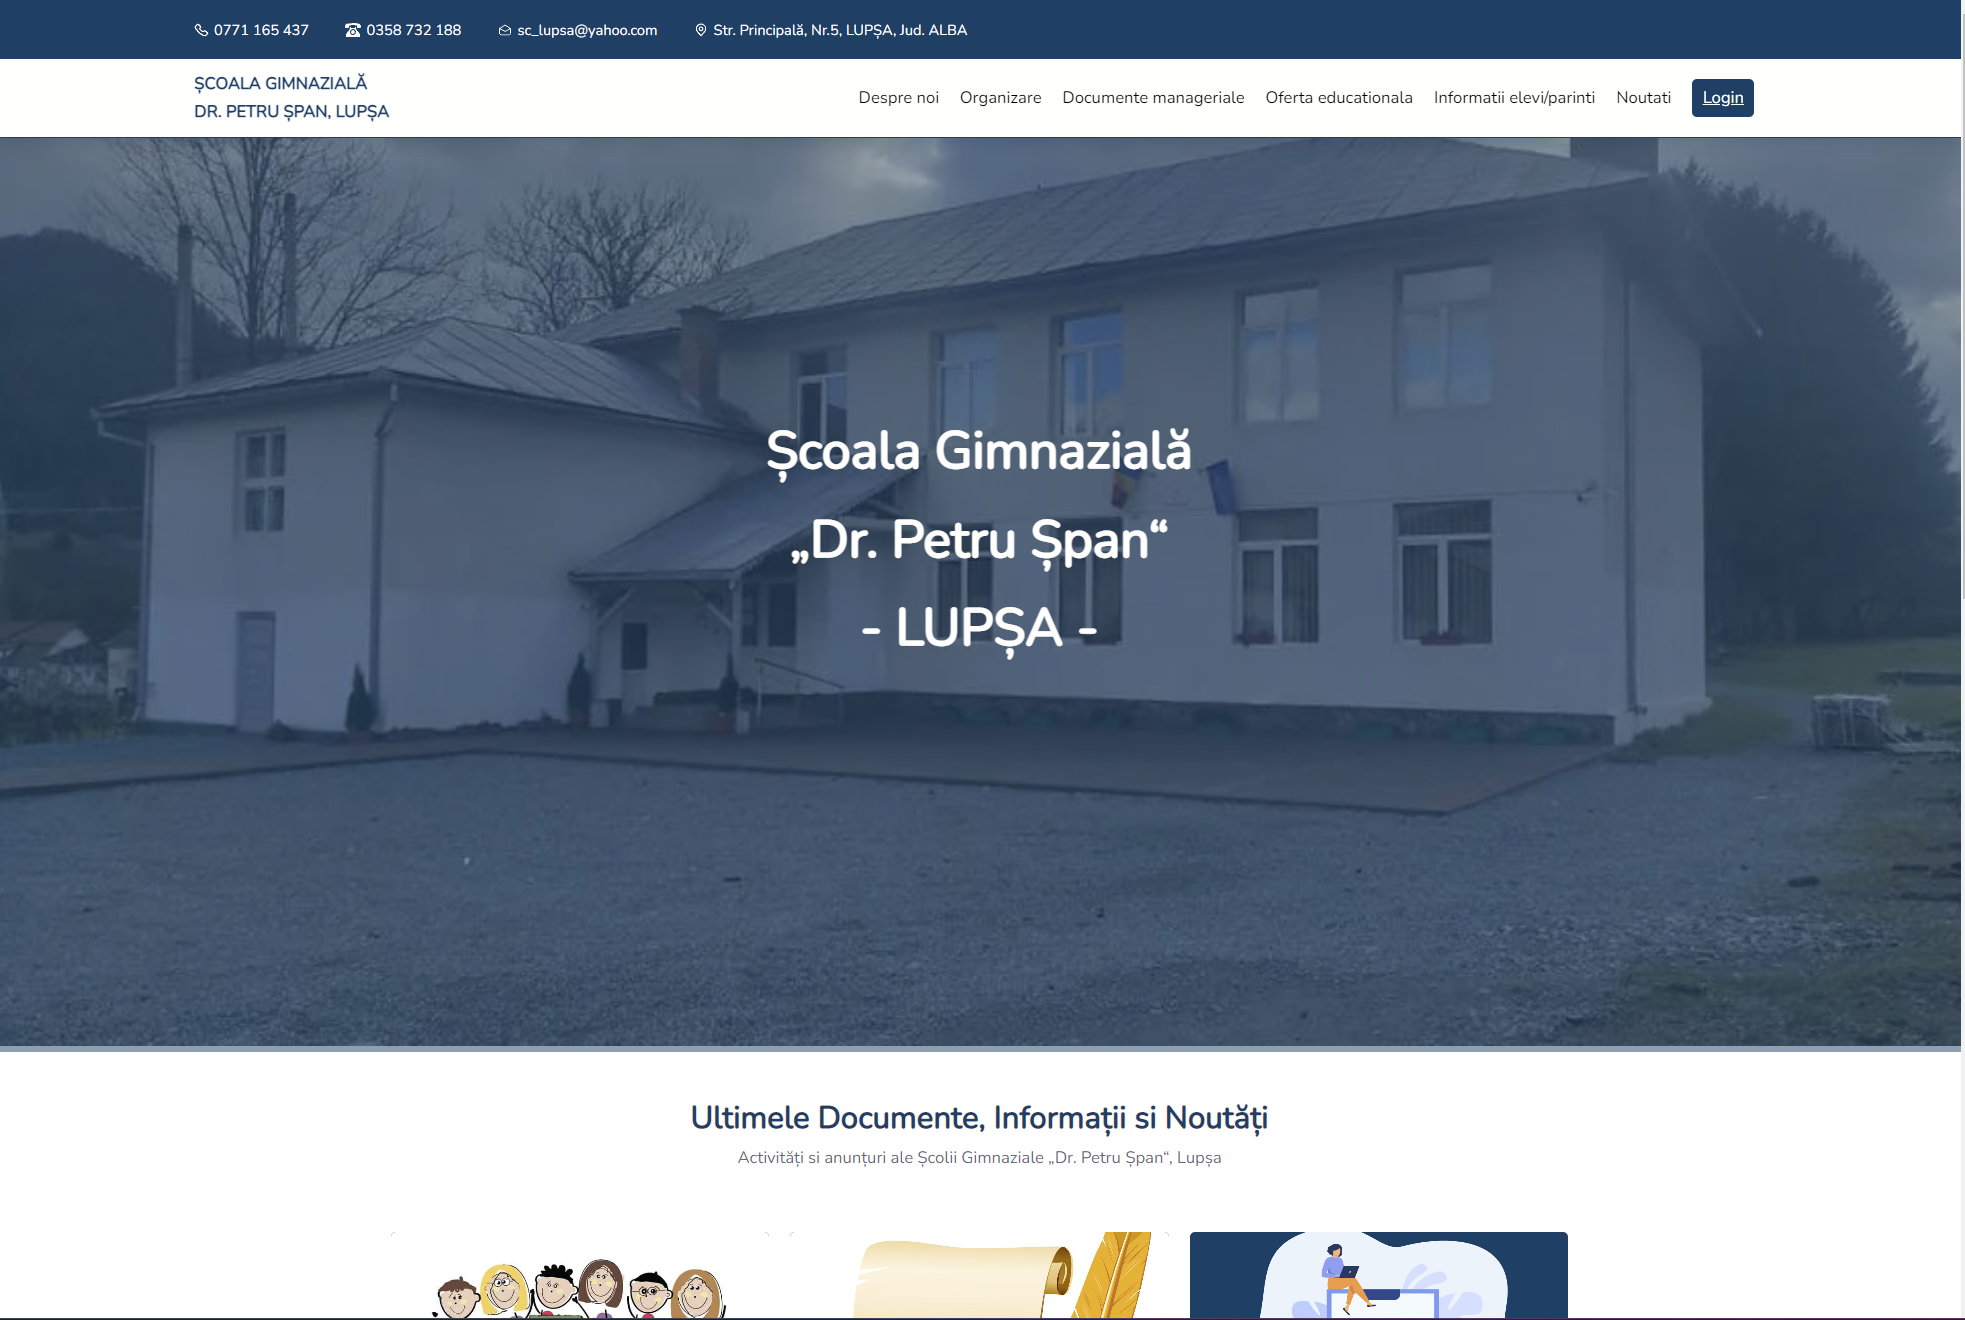 0771 165 437
0358 732 188
sc_lupsa@yahoo.com
Str. Principală, Nr.5, LUPȘA, Jud. ALBA
ȘCOALA GIMNAZIALĂ
DR. PETRU ȘPAN, LUPȘA
Despre noi
Organizare
Documente manageriale
Oferta educationala
Informatii elevi/parinti
Noutati
Login
Școala Gimnazială
„Dr. Petru Șpan“
- LUPȘA -
Ultimele Documente, Informații si Noutăți
Activități si anunțuri ale Școlii Gimnaziale „Dr. Petru Șpan“, Lupșa